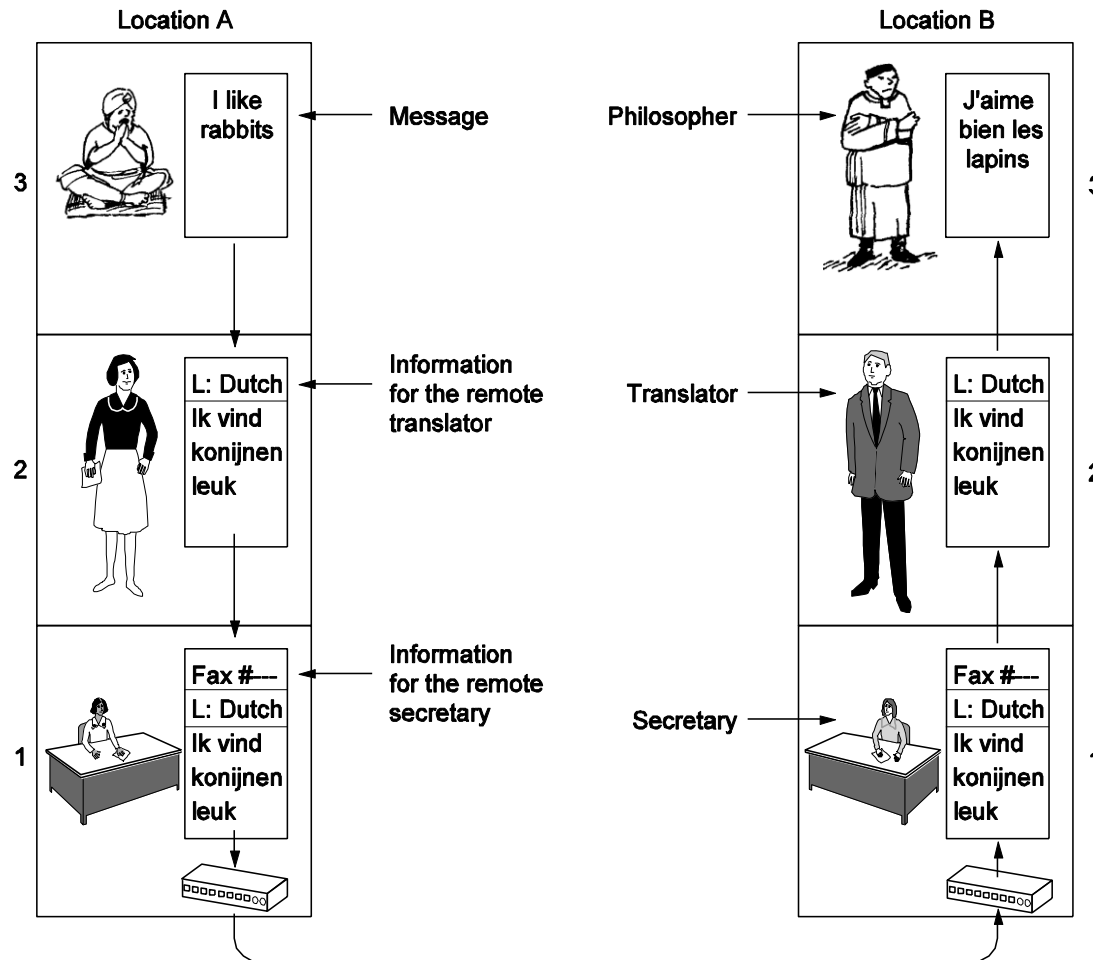 Location A
Location B
I like
rabbits
Message
Philosopher
J'aime
bien les
lapins
3
3
L: Dutch
Ik vind
konijnen
leuk
Information
for the remote
translator
Translator
L: Dutch
Ik vind
konijnen
leuk
2
2
Fax #---
L: Dutch
Ik vind
konijnen
leuk
Information
for the remote
secretary
Secretary
Fax #---
L: Dutch
Ik vind
konijnen
leuk
1